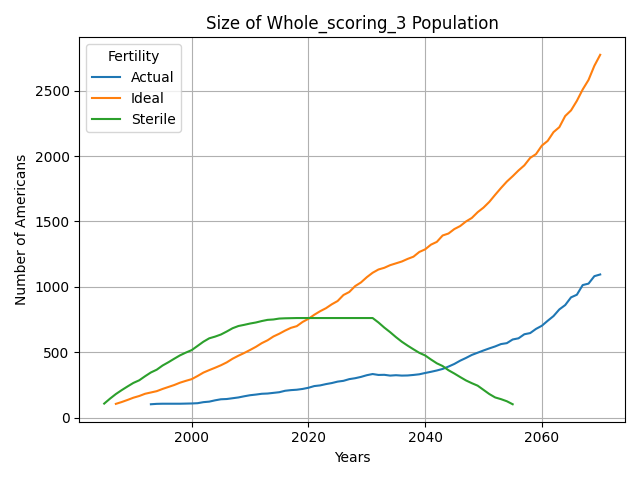 Size of Whole_scoring_3 Population
Fertility
Actual
Ideal
Sterile
Number of Americans
2500
2000
1500
1000
500
0
2000
2020
2040
2060
Years